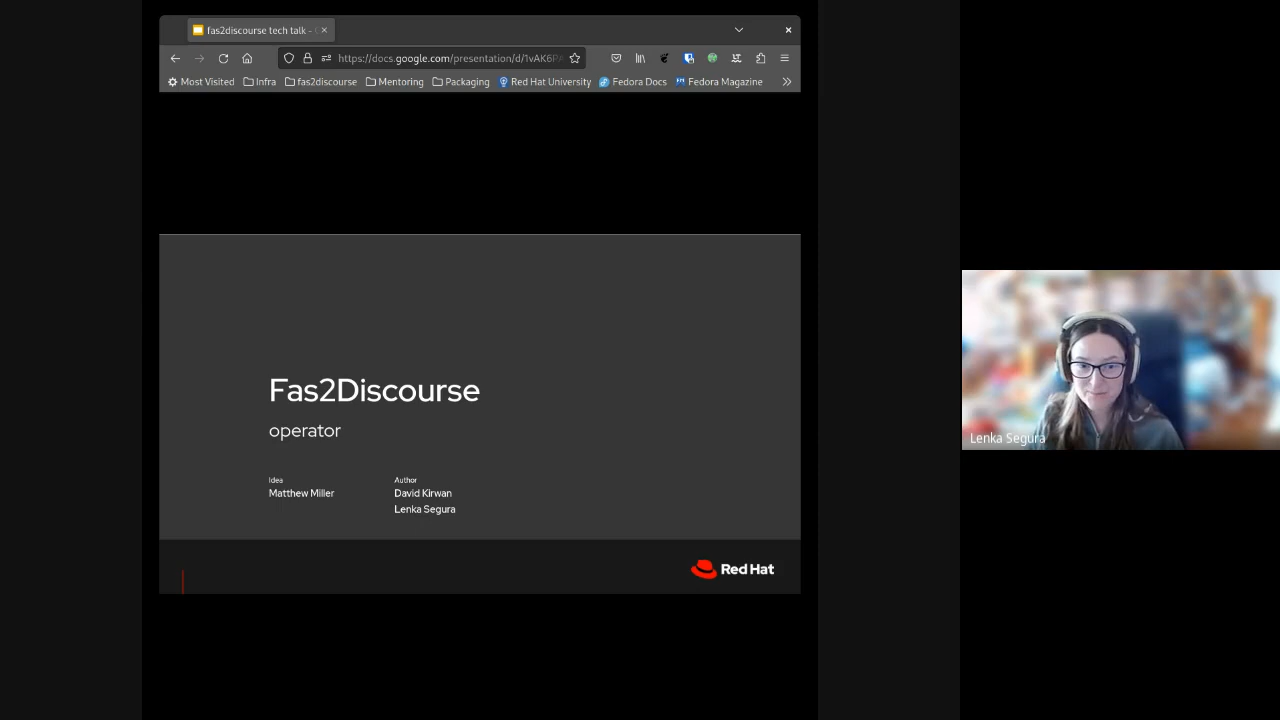 fas2discourse tech talk -
https://docs.google.com/presentation/d/1vAK6P
Most Visited Infra fas2discourse Mentoring Packaging Red Hat University Fedora Docs Fedora Magazine
Fas2Discourse
operator
Idea
Matthew Miller
Author
David Kirwan
Lenka Segura
Red Hat
Lenka Segura